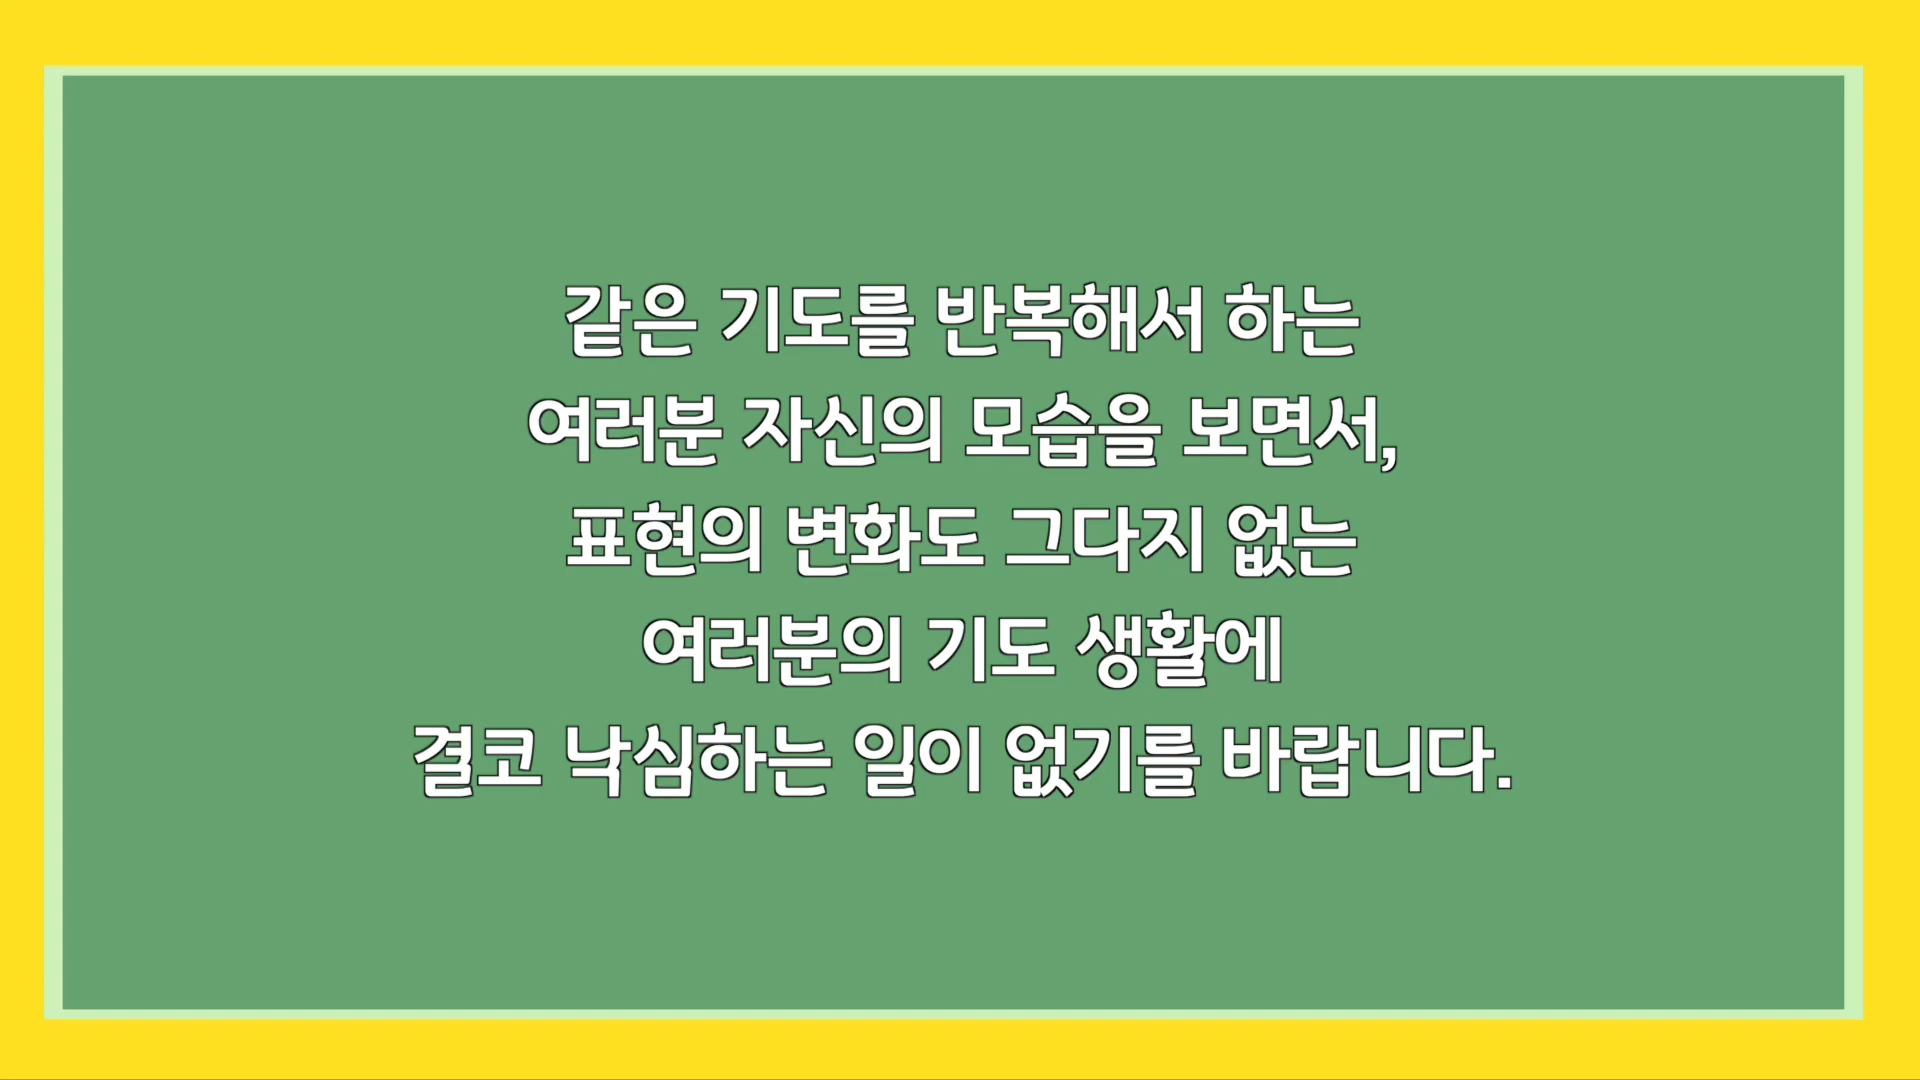 같은 기도를 반복해서 하는
여러분 자신의 모습을 보면서,
표현의 변화도 그다지 없는
여러분의 기도 생활에
결코 낙심하는 일이 없기를 바랍니다.